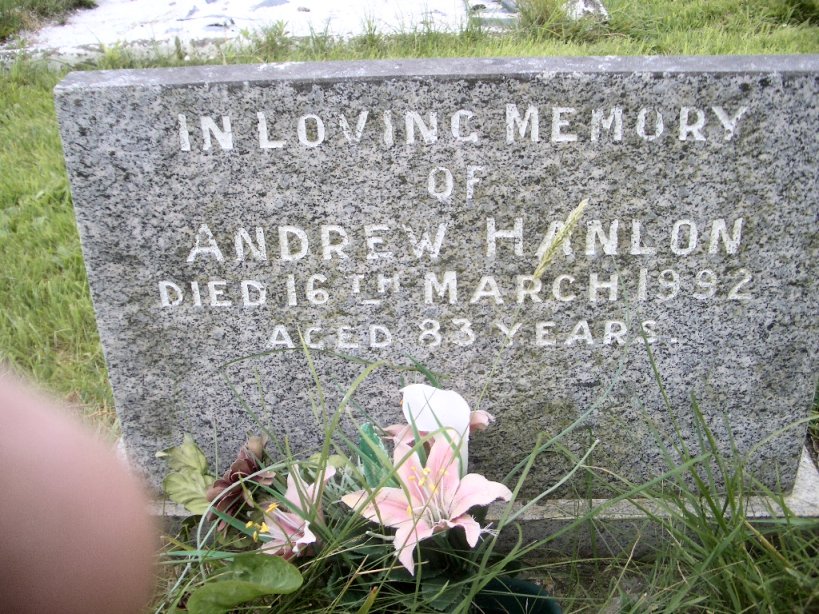 IN LOVING MEMORY
OF
ANDREW HANLON
DIED 16TH MARCH 1992
AGED 83 YEARS.